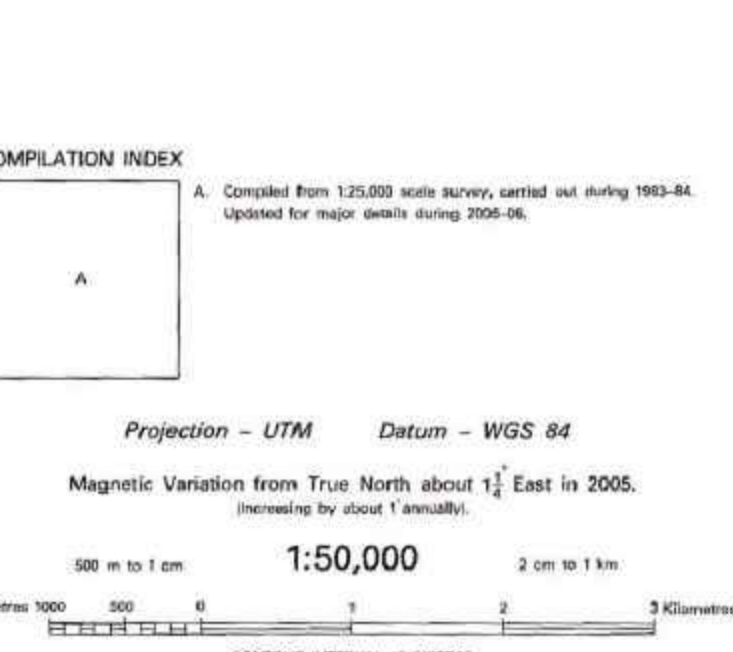 OMPILATION INDEX
A. Compiled from 1:25,000 scale survey, carried out during 1983-84.
Updated for major details during 2005-06.
A
Projection - UTM Datum - WGS 84
Magnetic Variation from True North about 1 1/4° East in 2005.
(Increasing by about 1' annually).
500 m to 1 cm 1:50,000 2 cm to 1 km
tres 1000 500 0 1 2 3 Kilometres